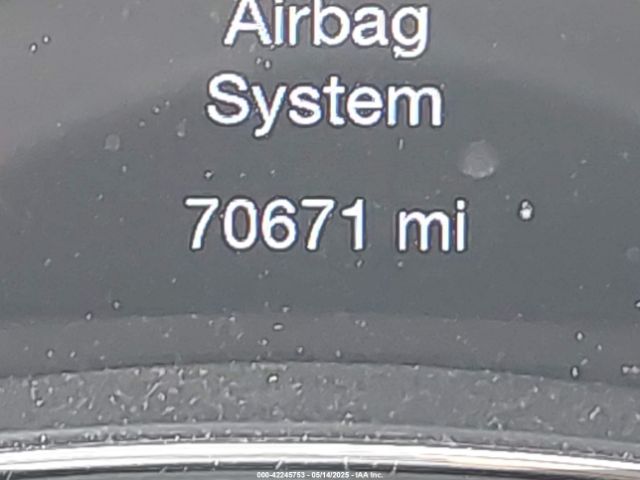 Airbag
System
70671 mi
000-42245753 - 05/14/2025 - IAA Inc.